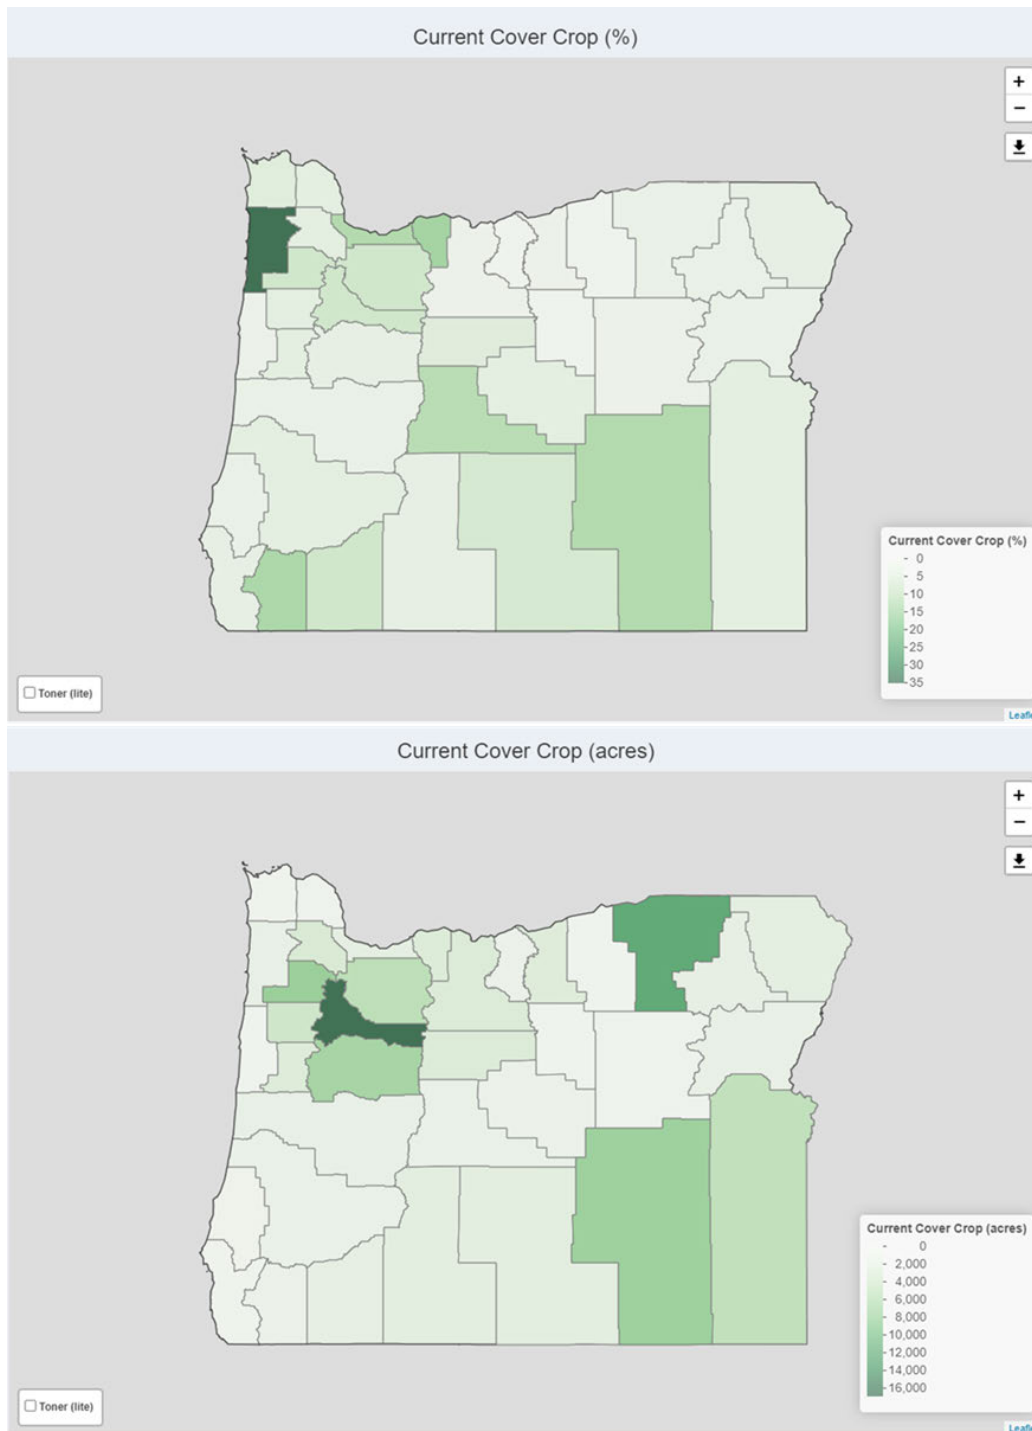 Current Cover Crop (%)
+
−
Current Cover Crop (%)
0
5
10
15
20
25
30
35
Toner (lite)
Leafle
Current Cover Crop (acres)
+
−
Current Cover Crop (acres)
0
2,000
4,000
6,000
8,000
10,000
12,000
14,000
16,000
Toner (lite)
Leafle